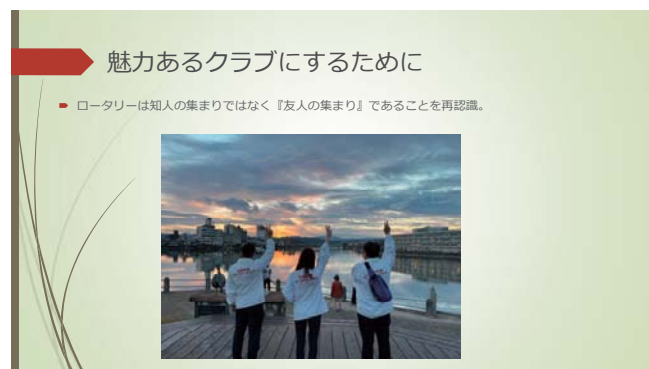 魅力あるクラブにするために
ロータリーは知人の集まりではなく『友人の集まり』であることを再認識。